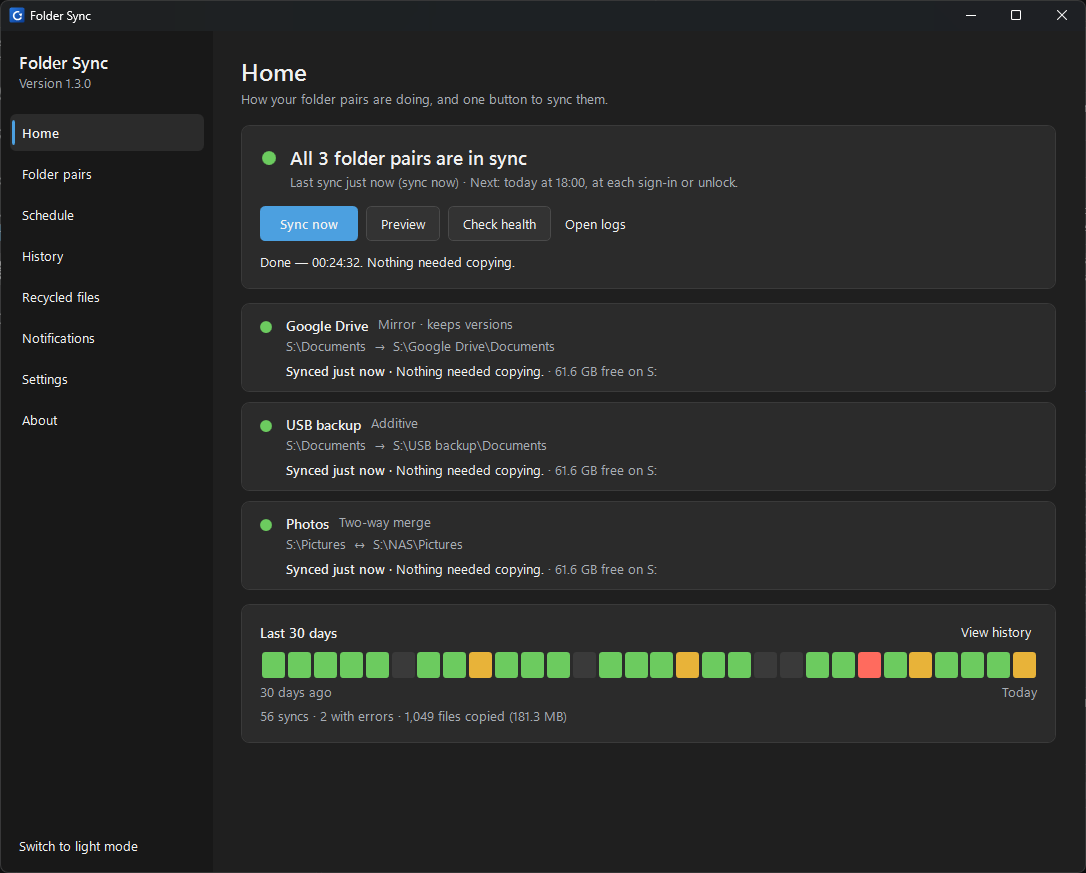 Folder Sync
Folder Sync
Version 1.3.0
Home
Folder pairs
Schedule
History
Recycled files
Notifications
Settings
About
Switch to light mode
Home
How your folder pairs are doing, and one button to sync them.
All 3 folder pairs are in sync
Last sync just now (sync now) · Next: today at 18:00, at each sign-in or unlock.
Sync now Preview Check health Open logs
Done — 00:24:32. Nothing needed copying.
Google Drive Mirror · keeps versions
S:\Documents → S:\Google Drive\Documents
Synced just now · Nothing needed copying. · 61.6 GB free on S:
USB backup Additive
S:\Documents → S:\USB backup\Documents
Synced just now · Nothing needed copying. · 61.6 GB free on S:
Photos Two-way merge
S:\Pictures ↔ S:\NAS\Pictures
Synced just now · Nothing needed copying. · 61.6 GB free on S:
Last 30 days View history
30 days ago Today
56 syncs · 2 with errors · 1,049 files copied (181.3 MB)